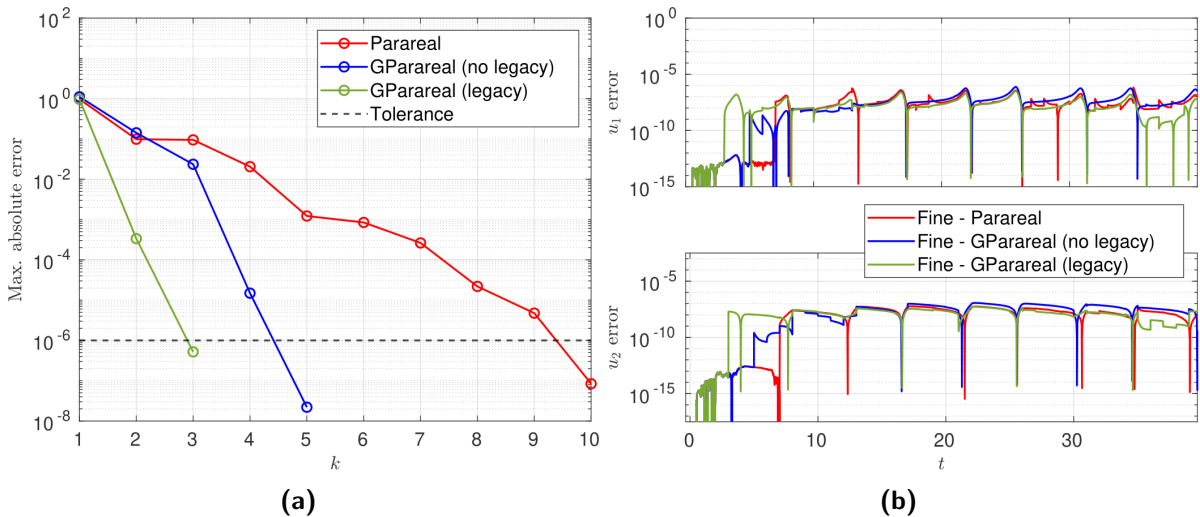 10^2
10^0
10^-2
10^-4
10^-6
10^-8
Max. absolute error
Parareal
GParareal (no legacy)
GParareal (legacy)
Tolerance
1 2 3 4 5 6 7 8 9 10
k
(a)
10^0
10^-5
10^-10
10^-15
u_1 error
Fine - Parareal
Fine - GParareal (no legacy)
Fine - GParareal (legacy)
10^-5
10^-10
10^-15
u_2 error
0 10 20 30
t
(b)